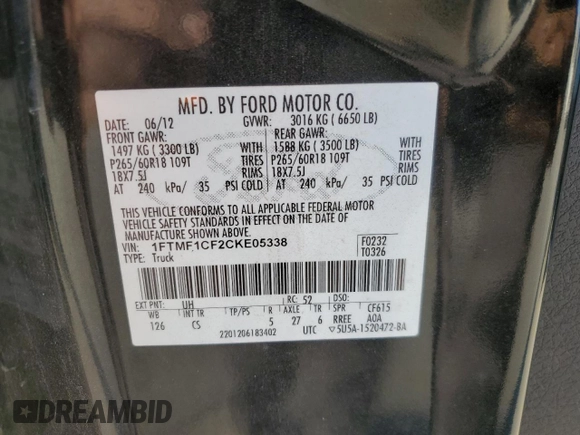 MFD. BY FORD MOTOR CO.
DATE: 06/12 GVWR: 3016 KG ( 6650 LB)
FRONT GAWR: REAR GAWR:
1497 KG ( 3300 LB) WITH 1588 KG ( 3500 LB) WITH
P265/60R18 109T TIRES P265/60R18 109T TIRES
18X7.5J RIMS 18X7.5J RIMS
AT 240 kPa/ 35 PSI COLD AT 240 kPa/ 35 PSI COLD
THIS VEHICLE CONFORMS TO ALL APPLICABLE FEDERAL MOTOR
VEHICLE SAFETY STANDARDS IN EFFECT ON THE DATE OF
MANUFACTURE SHOWN ABOVE.
VIN: 1FTMF1CF2CKE05338 F0232
TYPE: Truck T0326
EXT PNT: UH RC: 52 DSO:
WB INT TR TP/PS R AXLE TR SPR CF615
126 CS 5 27 6 RREE A0A
2201206183402 UTC 5U5A-1520472-BA
DREAMBID